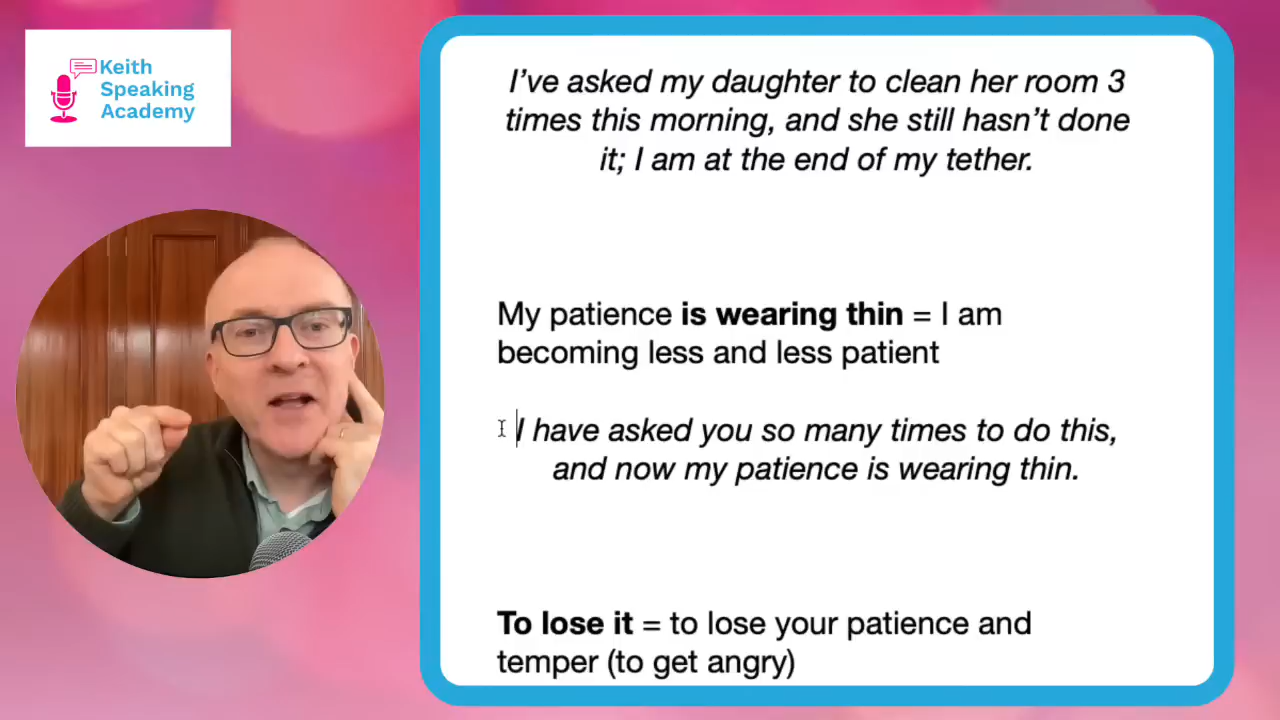 Keith
Speaking
Academy
I've asked my daughter to clean her room 3
times this morning, and she still hasn't done
it; I am at the end of my tether.
My patience is wearing thin = I am
becoming less and less patient
I have asked you so many times to do this,
and now my patience is wearing thin.
To lose it = to lose your patience and
temper (to get angry)